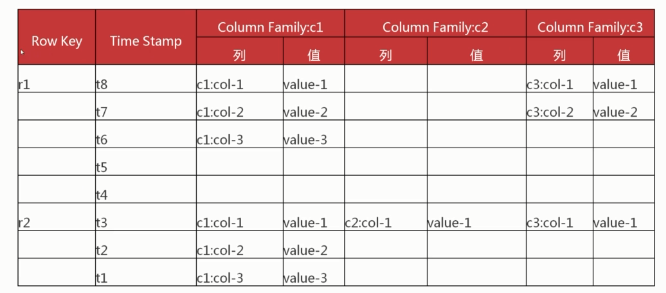 Row Key Time Stamp Column Family:c1 Column Family:c2 Column Family:c3
列 值 列 值 列 值
r1 t8 c1:col-1 value-1 c3:col-1 value-1
t7 c1:col-2 value-2 c3:col-2 value-2
t6 c1:col-3 value-3
t5
t4
r2 t3 c1:col-1 value-1 c2:col-1 value-1 c3:col-1 value-1
t2 c1:col-2 value-2
t1 c1:col-3 value-3